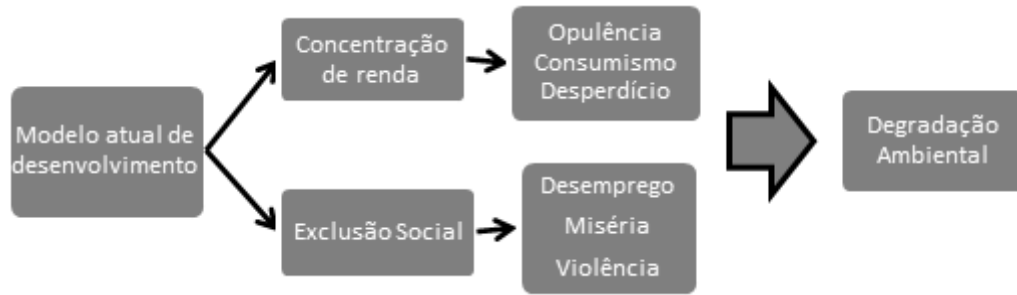 Modelo atual de
desenvolvimento
Concentração
de renda
Opulência
Consumismo
Desperdício
Exclusão Social
Desemprego
Miséria
Violência
Degradação
Ambiental